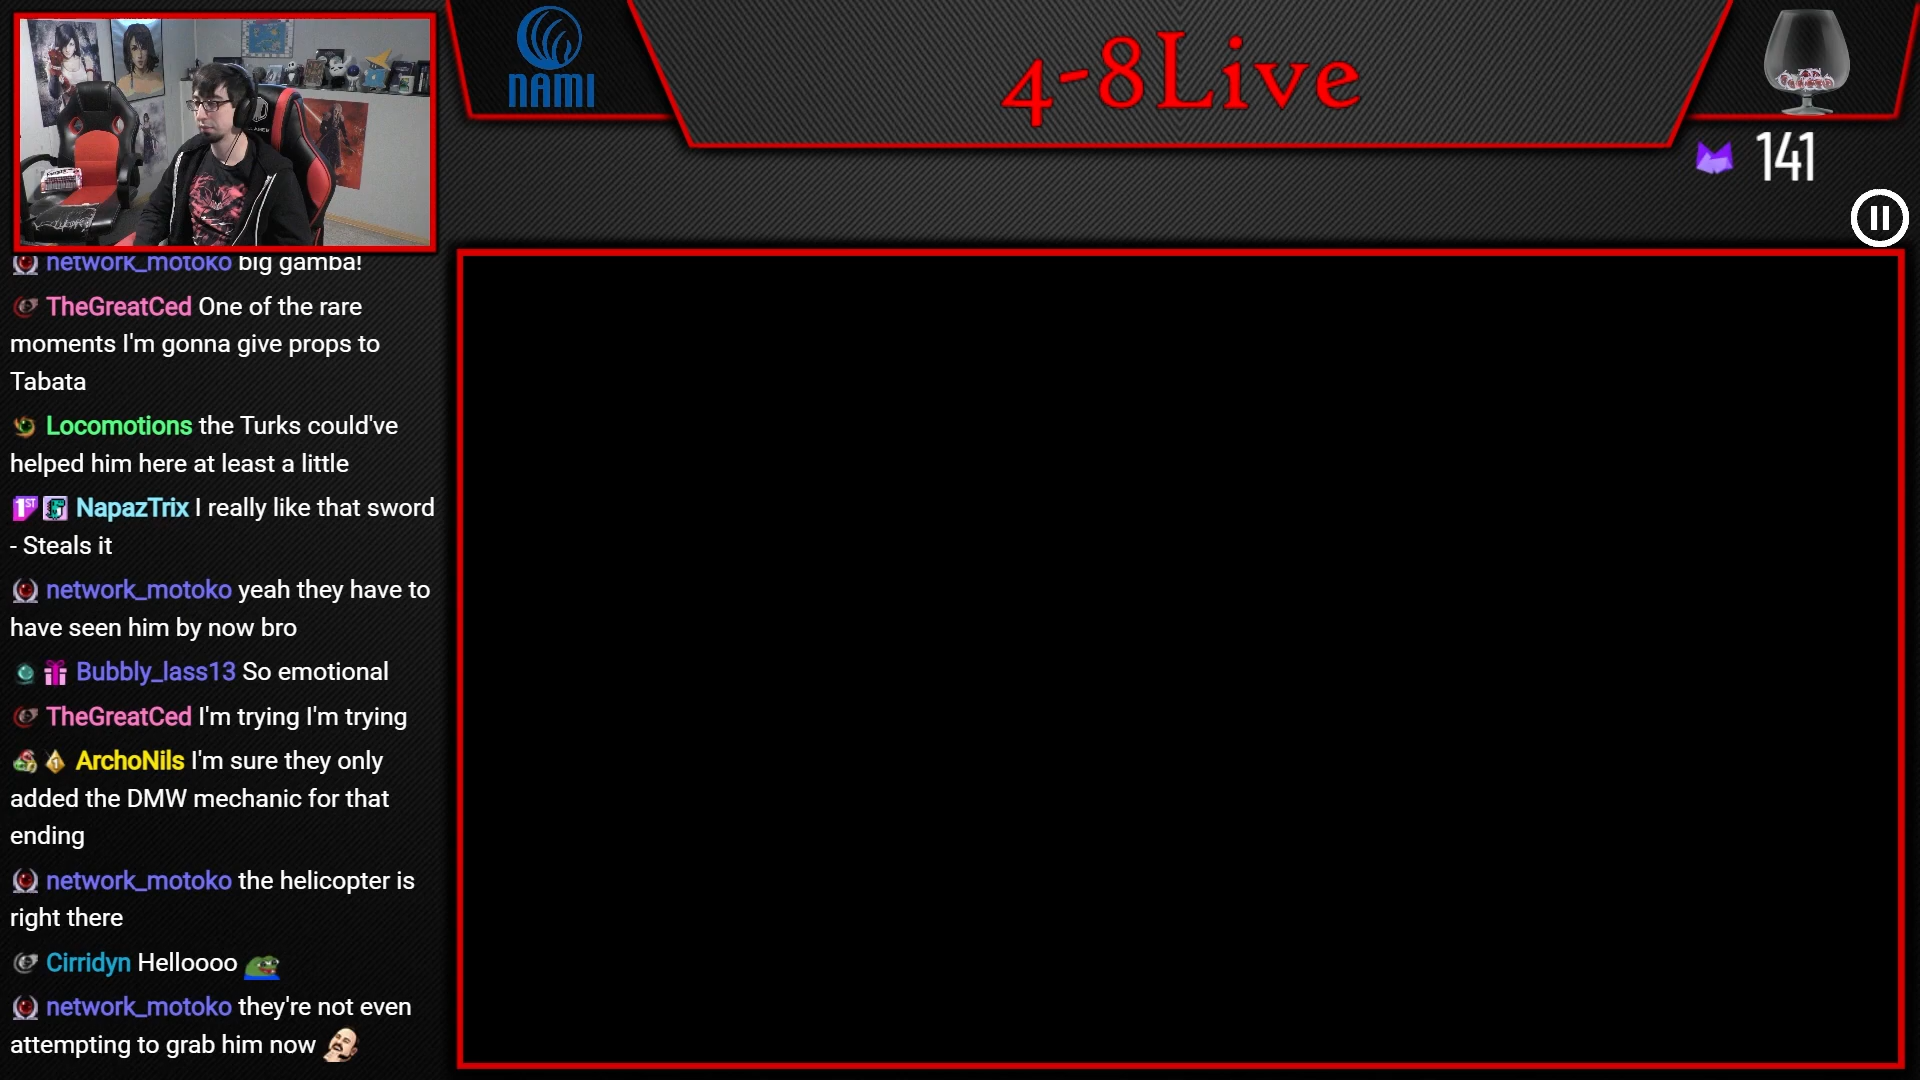 NAMI
4-8Live
141
network_motoko big gamba!
TheGreatCed One of the rare
moments I'm gonna give props to
Tabata
Locomotions the Turks could've
helped him here at least a little
1ST NapazTrix I really like that sword
- Steals it
network_motoko yeah they have to
have seen him by now bro
Bubbly_lass13 So emotional
TheGreatCed I'm trying I'm trying
ArchoNils I'm sure they only
added the DMW mechanic for that
ending
network_motoko the helicopter is
right there
Cirridyn Helloooo
network_motoko they're not even
attempting to grab him now